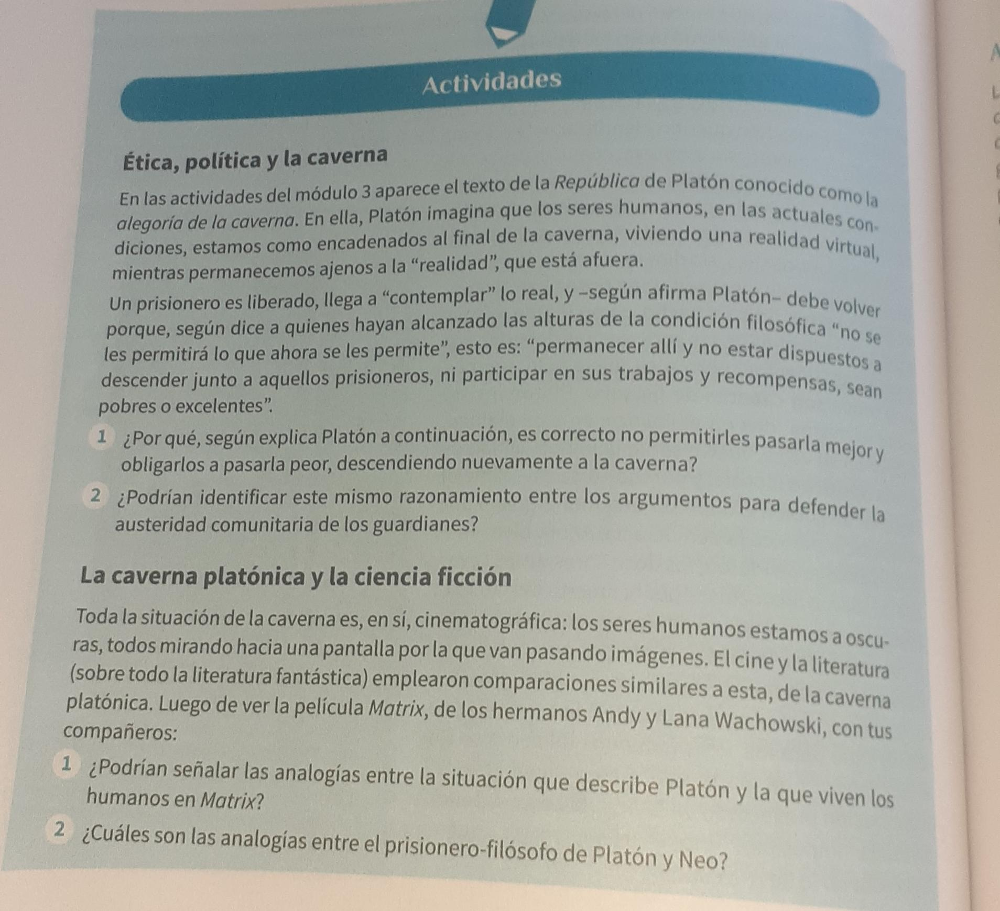 Actividades
Ética, política y la caverna
En las actividades del módulo 3 aparece el texto de la República de Platón conocido como la
alegoría de la caverna. En ella, Platón imagina que los seres humanos, en las actuales con-
diciones, estamos como encadenados al final de la caverna, viviendo una realidad virtual,
mientras permanecemos ajenos a la “realidad”, que está afuera.
Un prisionero es liberado, llega a “contemplar” lo real, y –según afirma Platón– debe volver
porque, según dice a quienes hayan alcanzado las alturas de la condición filosófica “no se
les permitirá lo que ahora se les permite”, esto es: “permanecer allí y no estar dispuestos a
descender junto a aquellos prisioneros, ni participar en sus trabajos y recompensas, sean
pobres o excelentes”.
1 ¿Por qué, según explica Platón a continuación, es correcto no permitirles pasarla mejor y
obligarlos a pasarla peor, descendiendo nuevamente a la caverna?
2 ¿Podrían identificar este mismo razonamiento entre los argumentos para defender la
austeridad comunitaria de los guardianes?
La caverna platónica y la ciencia ficción
Toda la situación de la caverna es, en sí, cinematográfica: los seres humanos estamos a oscu-
ras, todos mirando hacia una pantalla por la que van pasando imágenes. El cine y la literatura
(sobre todo la literatura fantástica) emplearon comparaciones similares a esta, de la caverna
platónica. Luego de ver la película Matrix, de los hermanos Andy y Lana Wachowski, con tus
compañeros:
1 ¿Podrían señalar las analogías entre la situación que describe Platón y la que viven los
humanos en Matrix?
2 ¿Cuáles son las analogías entre el prisionero-filósofo de Platón y Neo?